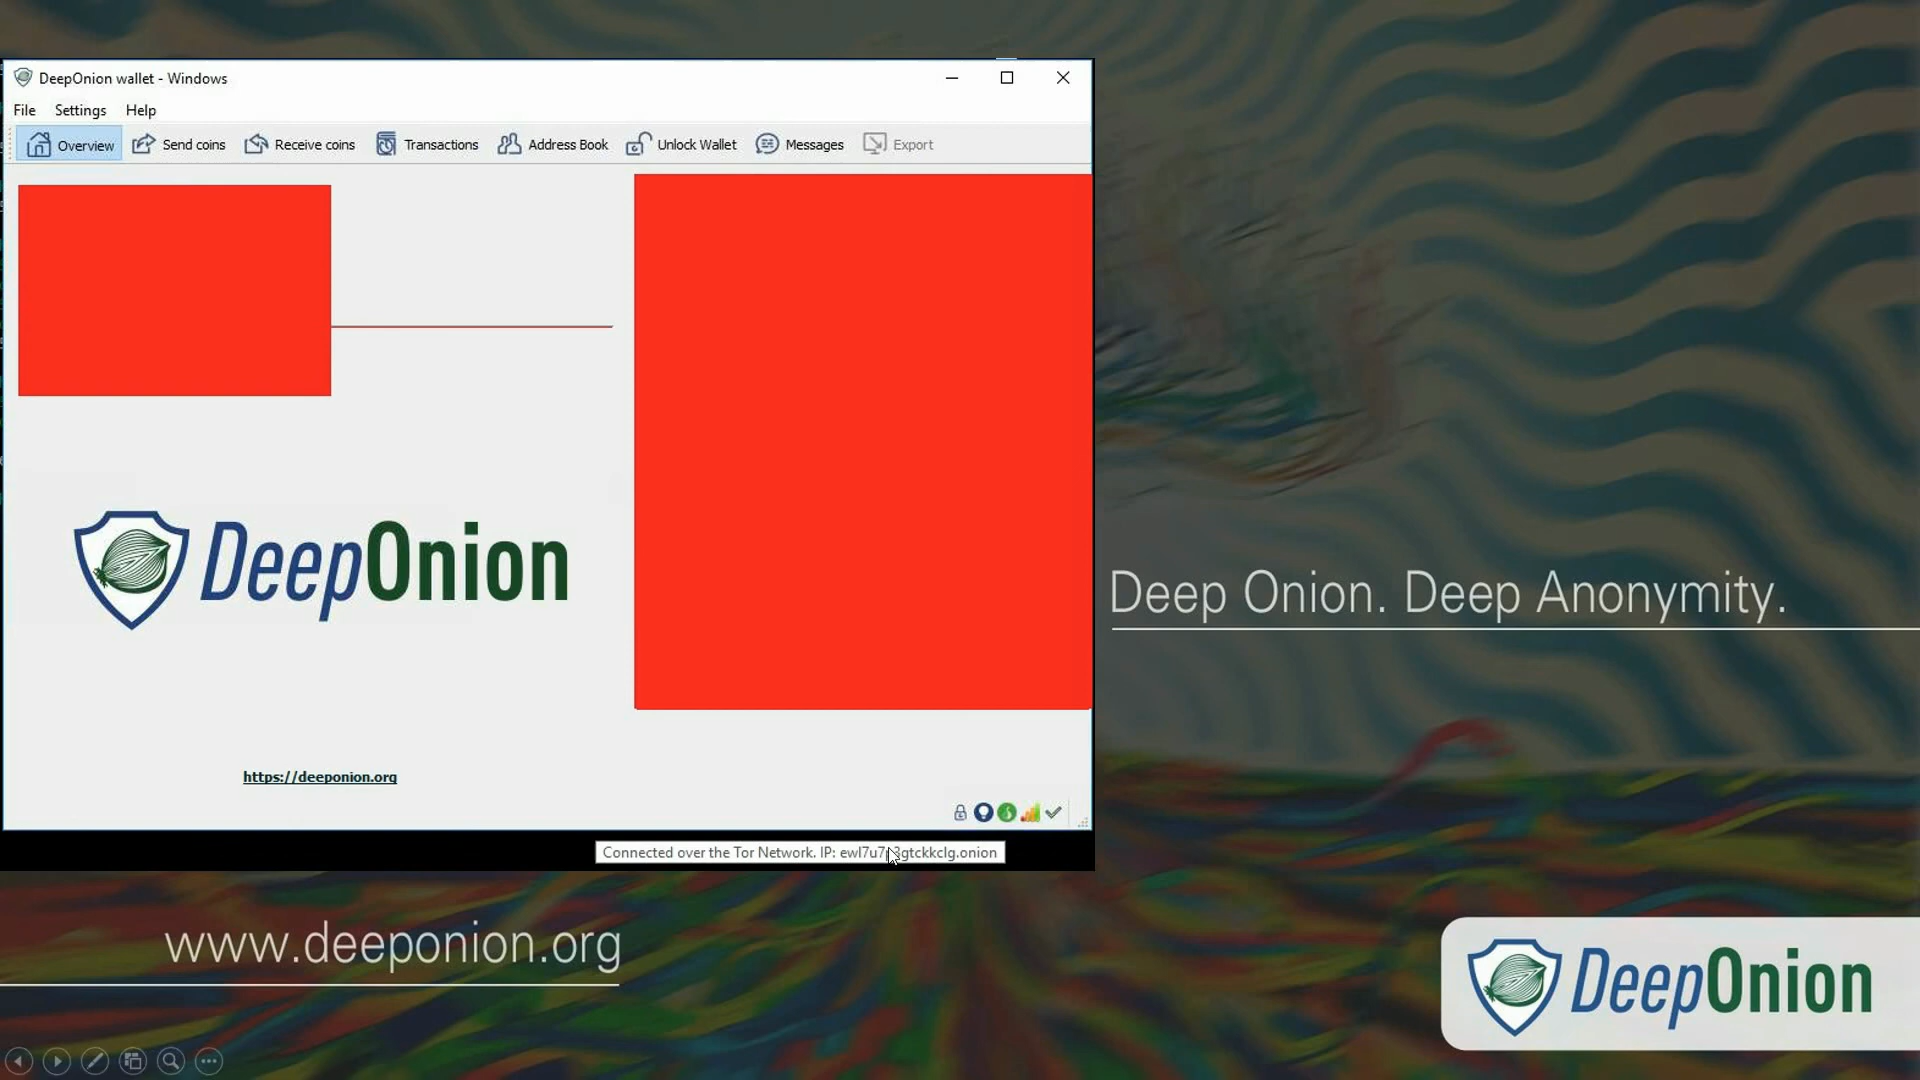 DeepOnion wallet - Windows
File Settings Help
Overview Send coins Receive coins Transactions Address Book Unlock Wallet Messages Export
DeepOnion
https://deeponion.org
Connected over the Tor Network. IP:
Deep Onion. Deep Anonymity.
www.deeponion.org
DeepOnion